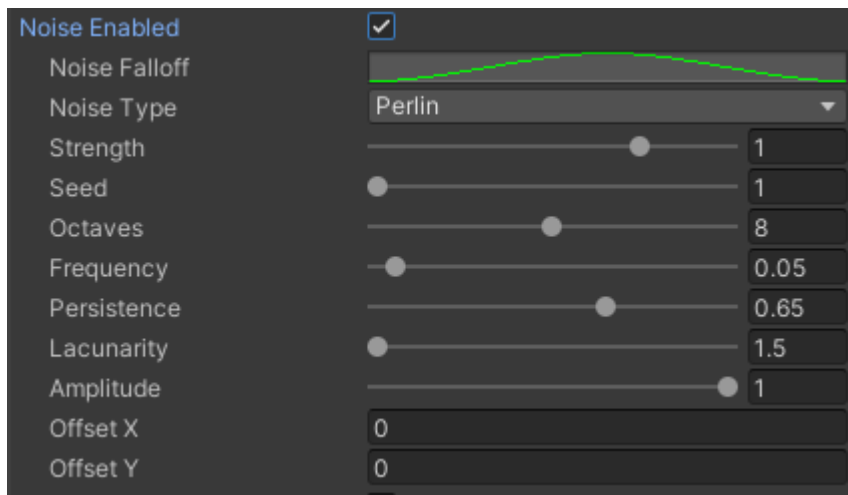 Noise Enabled
Noise Falloff
Noise Type Perlin
Strength 1
Seed 1
Octaves 8
Frequency 0.05
Persistence 0.65
Lacunarity 1.5
Amplitude 1
Offset X 0
Offset Y 0